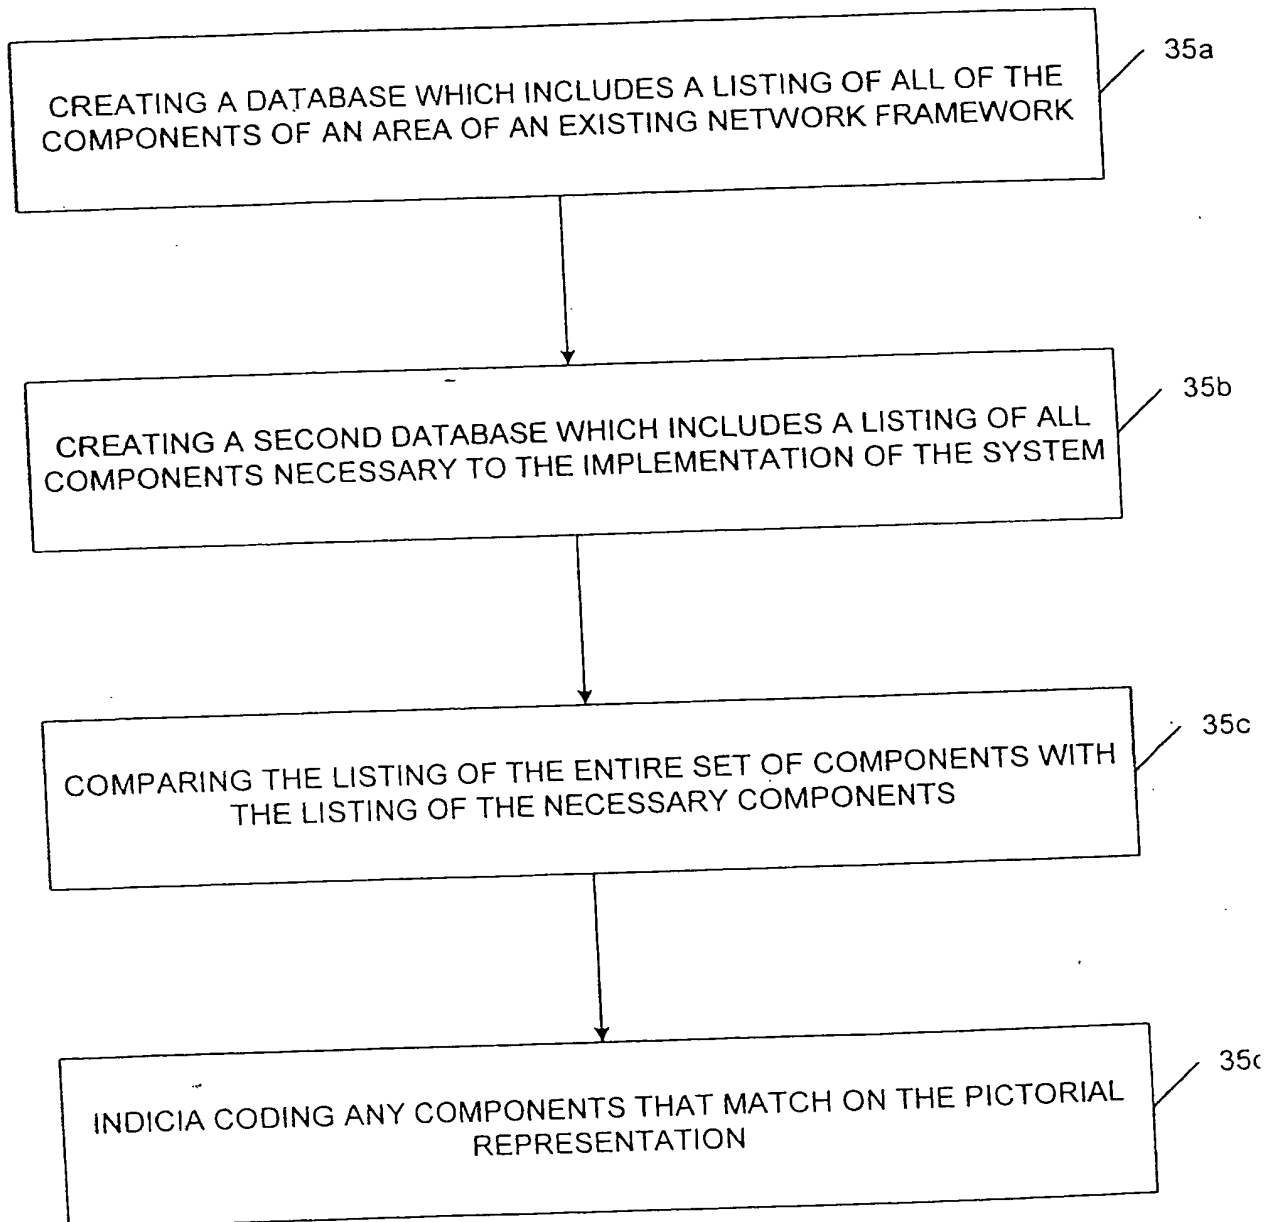 CREATING A DATABASE WHICH INCLUDES A LISTING OF ALL OF THE
COMPONENTS OF AN AREA OF AN EXISTING NETWORK FRAMEWORK
35a
CREATING A SECOND DATABASE WHICH INCLUDES A LISTING OF ALL
COMPONENTS NECESSARY TO THE IMPLEMENTATION OF THE SYSTEM
35b
COMPARING THE LISTING OF THE ENTIRE SET OF COMPONENTS WITH
THE LISTING OF THE NECESSARY COMPONENTS
35c
INDICIA CODING ANY COMPONENTS THAT MATCH ON THE PICTORIAL
REPRESENTATION